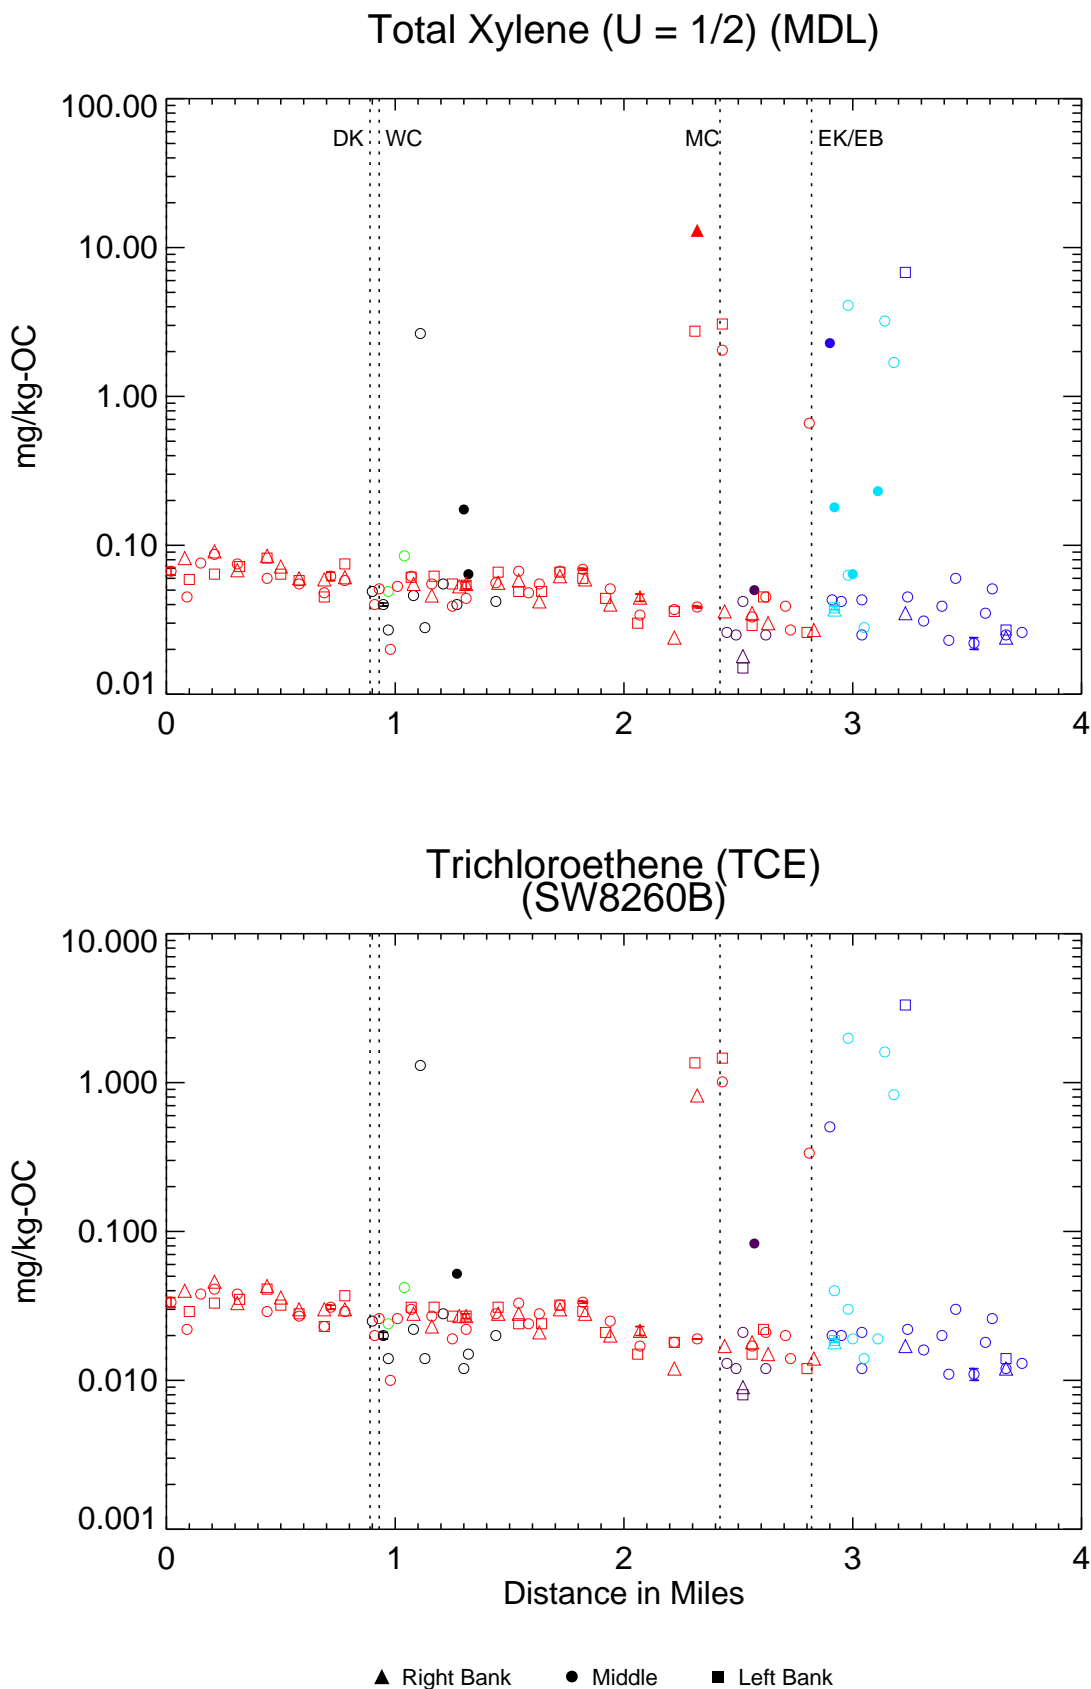 Total Xylene (U = 1/2) (MDL)
100.00
DK WC MC EK/EB
10.00
mg/kg-OC
1.00
0.10
0.01
0 1 2 3 4
Trichloroethene (TCE)
(SW8260B)
10.000
1.000
mg/kg-OC
0.100
0.010
0.001
0 1 2 3 4
Distance in Miles
Right Bank Middle Left Bank